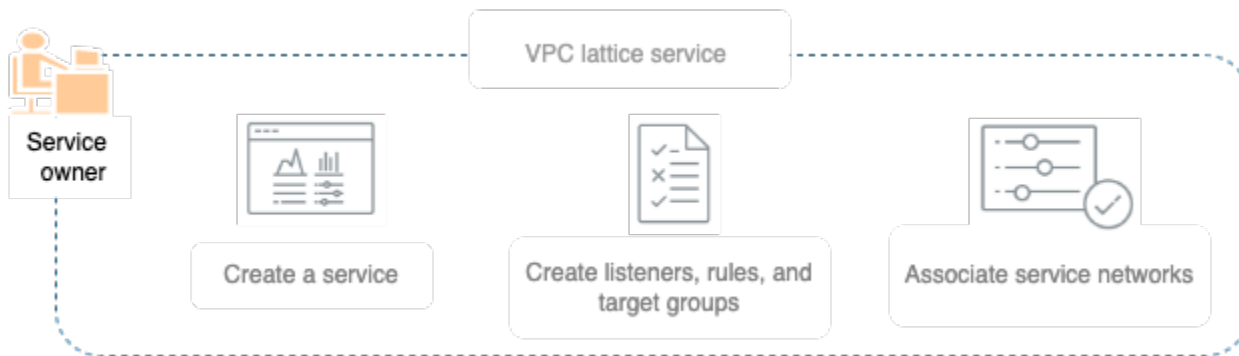 VPC lattice service
Service
owner
Create a service
Create listeners, rules, and
target groups
Associate service networks